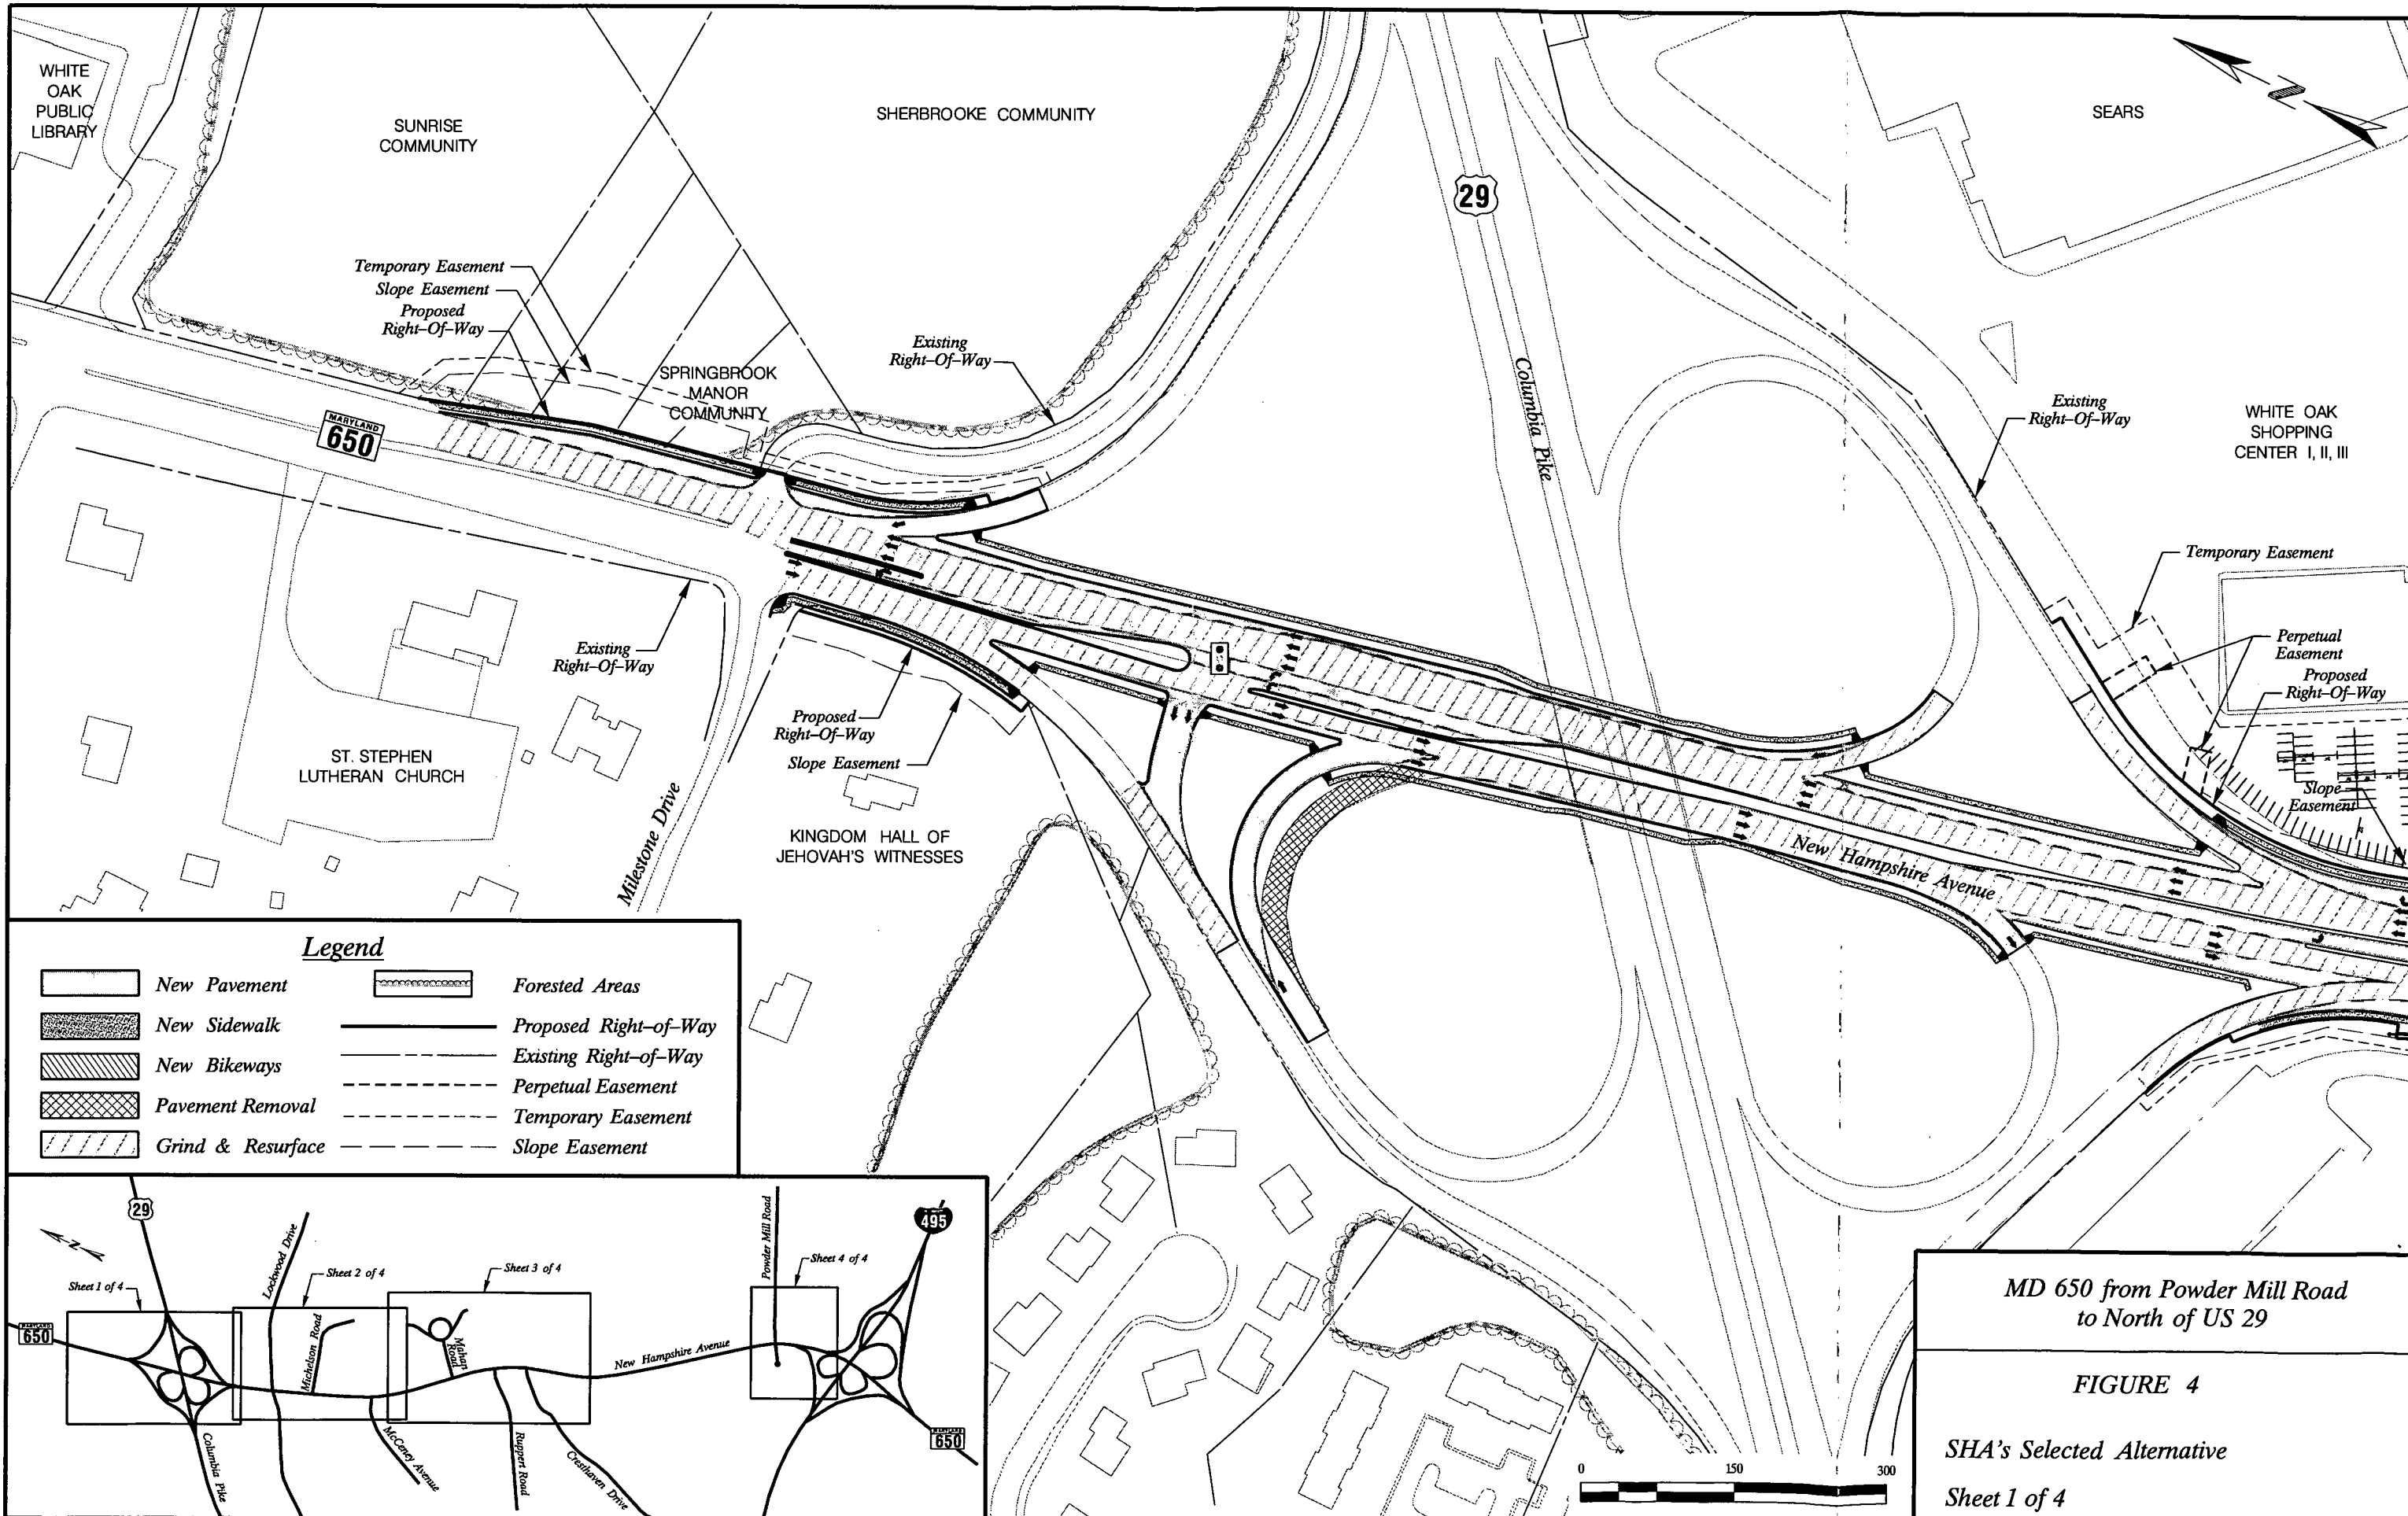 WHITE
OAK
PUBLIC
LIBRARY
SUNRISE
COMMUNITY
SHERBROOKE COMMUNITY
29
SEARS
N
Temporary Easement
Slope Easement
Proposed
Right-Of-Way
SPRINGBROOK
MANOR
COMMUNITY
Existing
Right-Of-Way
MARYLAND
650
Columbia Pike
Existing
Right-Of-Way
WHITE OAK
SHOPPING
CENTER I, II, III
Temporary Easement
Perpetual
Easement
Proposed
Right-Of-Way
Slope
Easement
Existing
Right-Of-Way
Proposed
Right-Of-Way
Slope Easement
ST. STEPHEN
LUTHERAN CHURCH
Milestone Drive
KINGDOM HALL OF
JEHOVAH'S WITNESSES
New Hampshire Avenue
Legend
New Pavement
New Sidewalk
New Bikeways
Pavement Removal
Grind & Resurface
Forested Areas
Proposed Right-of-Way
Existing Right-of-Way
Perpetual Easement
Temporary Easement
Slope Easement
29
N
Sheet 1 of 4
Lockwood Drive
Sheet 2 of 4
Sheet 3 of 4
Powder Mill Road
Sheet 4 of 4
495
MARYLAND
650
Michelson Road
Mahan
Road
New Hampshire Avenue
Columbia Pike
McCeney Avenue
Ruppert Road
Cresthaven Drive
MARYLAND
650
0 150 300
MD 650 from Powder Mill Road
to North of US 29
FIGURE 4
SHA's Selected Alternative
Sheet 1 of 4